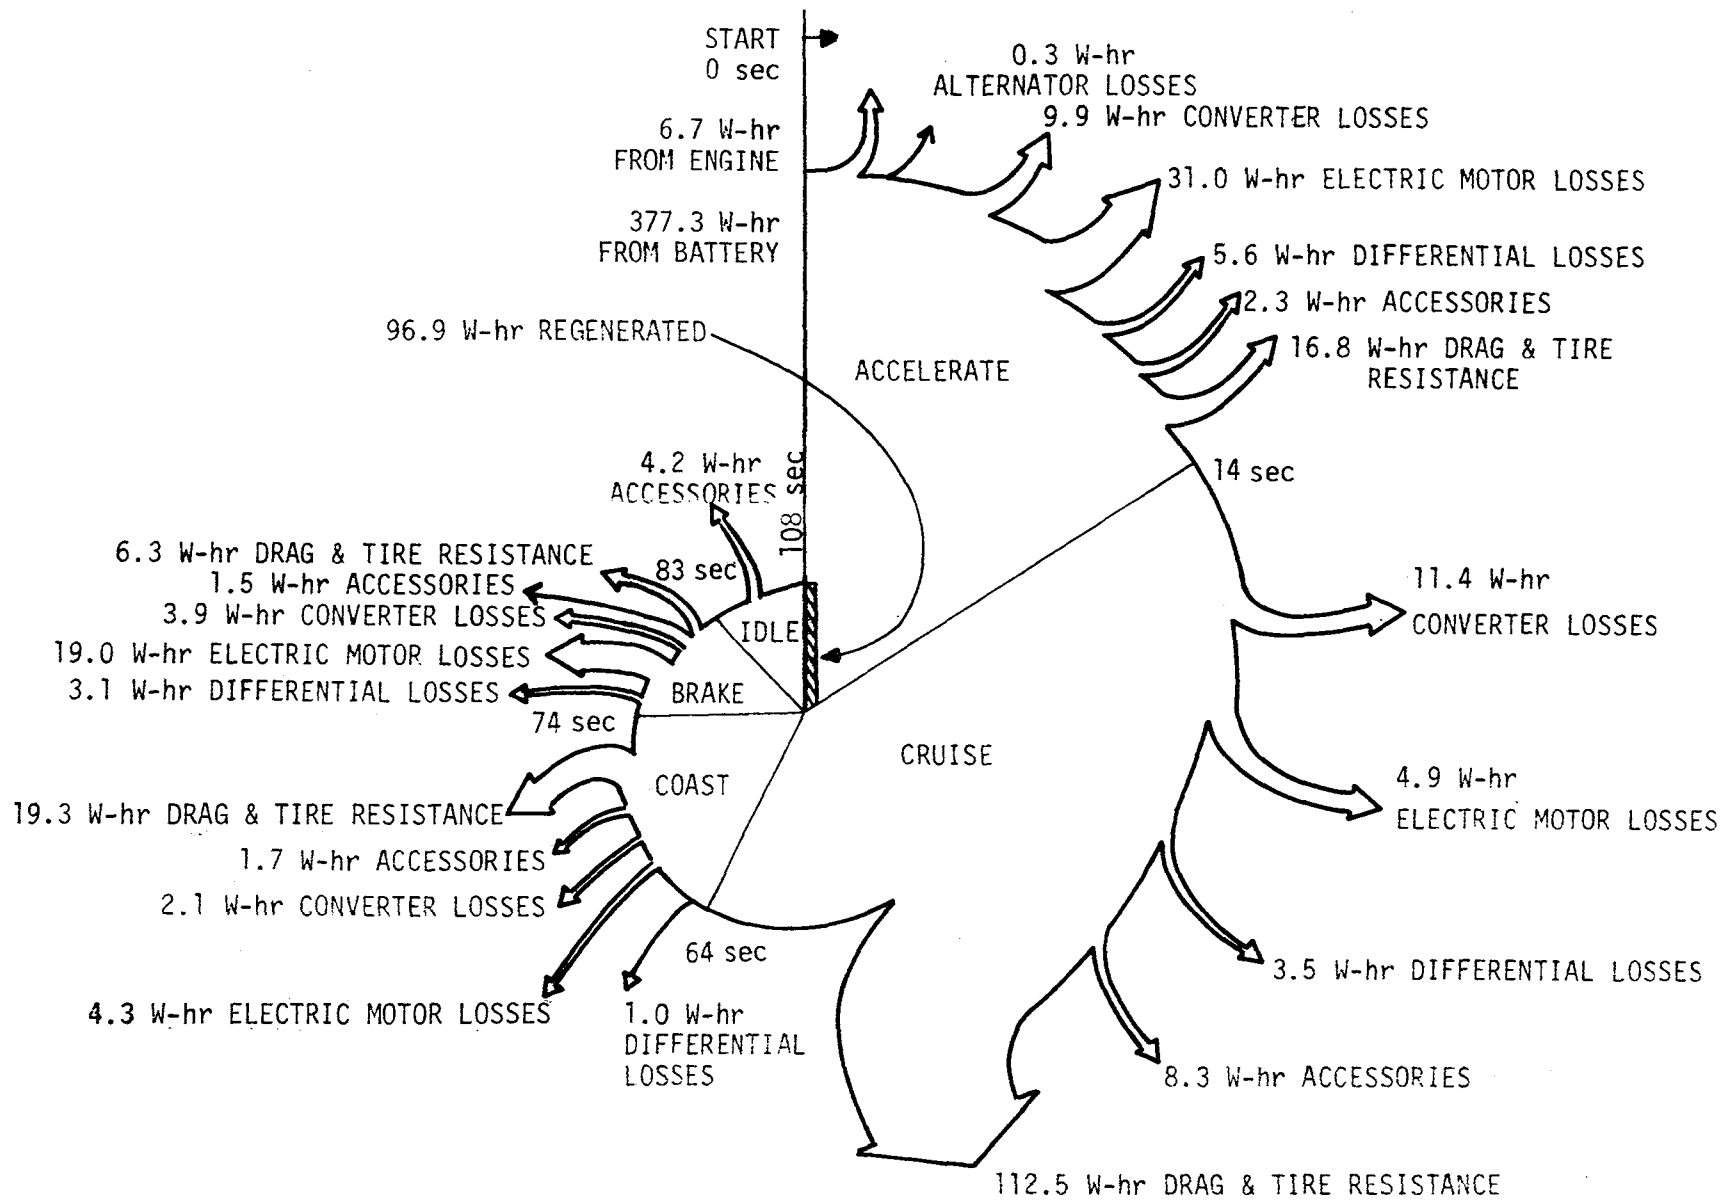 START
0 sec
6.7 W-hr
FROM ENGINE
377.3 W-hr
FROM BATTERY
96.9 W-hr REGENERATED
0.3 W-hr
ALTERNATOR LOSSES
9.9 W-hr CONVERTER LOSSES
31.0 W-hr ELECTRIC MOTOR LOSSES
5.6 W-hr DIFFERENTIAL LOSSES
2.3 W-hr ACCESSORIES
16.8 W-hr DRAG & TIRE
RESISTANCE
ACCELERATE
14 sec
11.4 W-hr
CONVERTER LOSSES
4.9 W-hr
ELECTRIC MOTOR LOSSES
3.5 W-hr DIFFERENTIAL LOSSES
8.3 W-hr ACCESSORIES
112.5 W-hr DRAG & TIRE RESISTANCE
CRUISE
64 sec
1.0 W-hr
DIFFERENTIAL
LOSSES
4.3 W-hr ELECTRIC MOTOR LOSSES
2.1 W-hr CONVERTER LOSSES
1.7 W-hr ACCESSORIES
19.3 W-hr DRAG & TIRE RESISTANCE
COAST
74 sec
3.1 W-hr DIFFERENTIAL LOSSES
19.0 W-hr ELECTRIC MOTOR LOSSES
3.9 W-hr CONVERTER LOSSES
1.5 W-hr ACCESSORIES
6.3 W-hr DRAG & TIRE RESISTANCE
BRAKE
83 sec
4.2 W-hr
ACCESSORIES
IDLE
108 sec